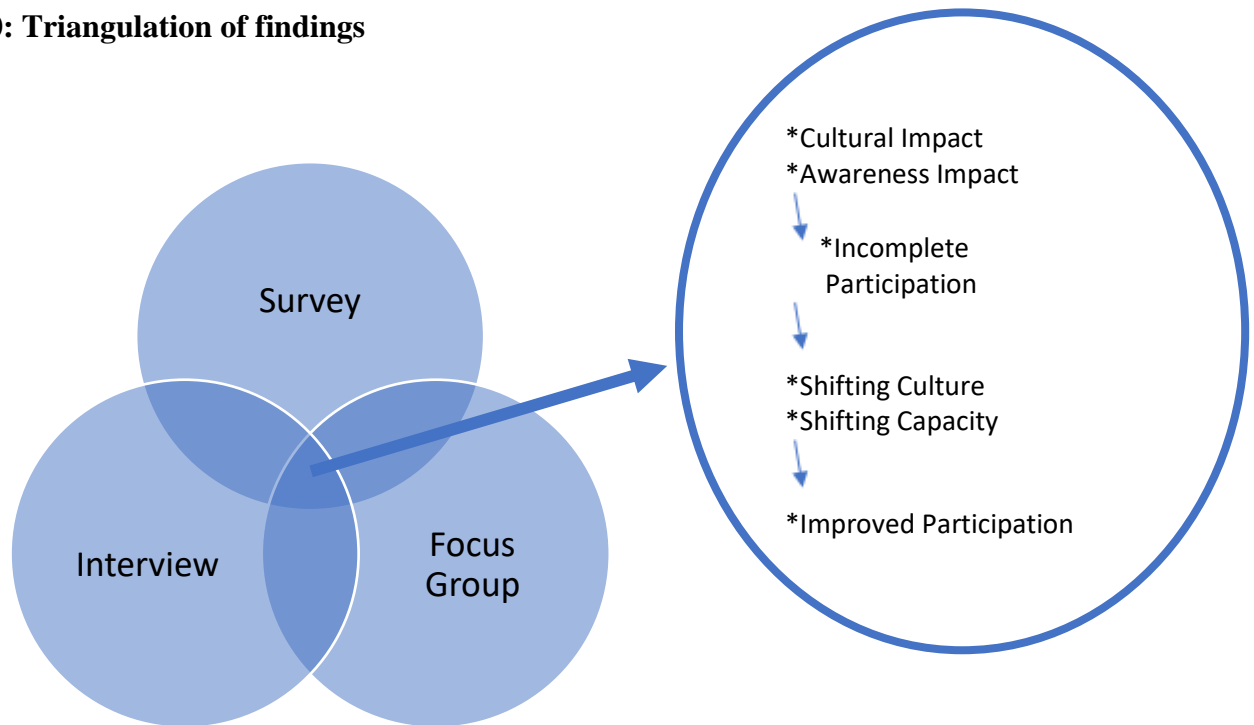 : Triangulation of findings
Survey
Interview
Focus
Group
*Cultural Impact
*Awareness Impact
*Incomplete
Participation
*Shifting Culture
*Shifting Capacity
*Improved Participation